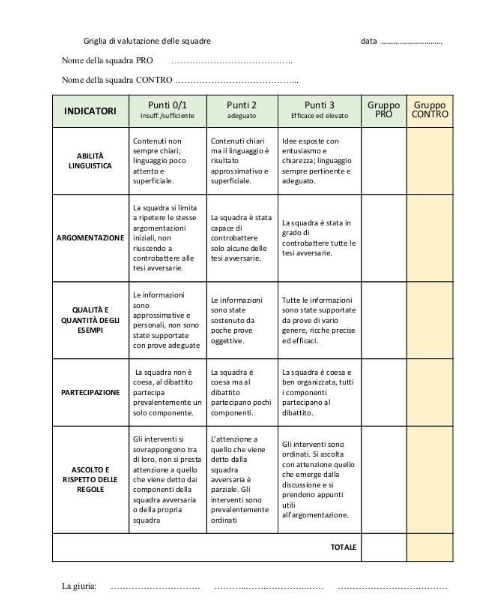 Griglia di valutazione delle squadre data ................................
Nome della squadra PRO ………………………………….
Nome della squadra CONTRO …………………………………..
INDICATORI
Punti 0/1
Insuff./sufficiente
Punti 2
adeguato
Punti 3
Efficace ed elevato
Gruppo
PRO
Gruppo
CONTRO
ABILITÀ
LINGUISTICA
Contenuti non
sempre chiari;
linguaggio poco
attento e
superficiale.
Contenuti chiari
ma il linguaggio è
risultato
approssimativo e
superficiale.
Idee esposte con
entusiasmo e
chiarezza; linguaggio
sempre pertinente e
adeguato.
ARGOMENTAZIONE
La squadra si limita
a ripetere le stesse
argomentazioni
iniziali, non
riuscendo a
controbattere alle
tesi avversarie.
La squadra è stata
capace di
controbattere
solo alcune delle
tesi avversarie.
La squadra è stata in
grado di
controbattere tutte le
tesi avversarie.
QUALITÀ E
QUANTITÀ DEGLI
ESEMPI
Le informazioni
sono
approssimative e
personali, non sono
state supportate
con prove adeguate
Le informazioni
sono state
sostenuto da
poche prove
oggettive.
Tutte le informazioni
sono state supportate
da prove di vario
genere, ricche precise
ed efficaci.
PARTECIPAZIONE
La squadra non è
coesa, al dibattito
partecipa
prevalentemente un
solo componente.
La squadra è
coesa ma al
dibattito
partecipano pochi
componenti.
La squadra è coesa e
ben organizzata, tutti
i componenti
partecipano al
dibattito.
ASCOLTO E
RISPETTO DELLE
REGOLE
Gli interventi si
sovrappongono tra
di loro, non si presta
attenzione a quello
che viene detto dai
componenti della
squadra avversaria
o della propria
squadra
L'attenzione a
quello che viene
detto dalla
squadra
avversaria è
parziale. Gli
interventi sono
prevalentemente
ordinati
Gli interventi sono
ordinati. Si ascolta
con attenzione quello
che emerge dalla
discussione e si
prendono appunti
utili
all'argomentazione.
TOTALE
La giuria: ………………………… ………………………………. ………………………………